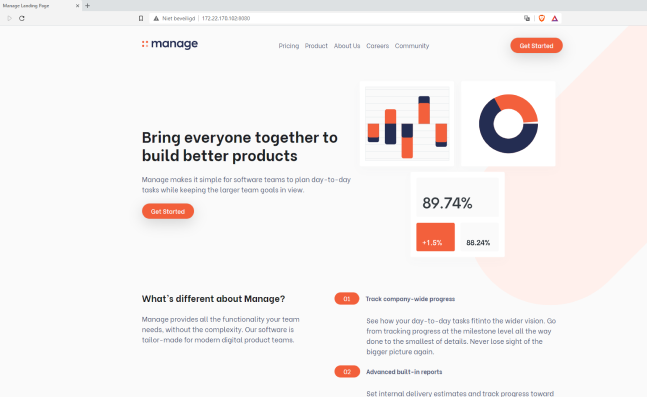 Manage Landing Page
Niet beveiligd | 172.22.178.102:8000
manage
Pricing Product About Us Careers Community
Get Started
Bring everyone together to
build better products
Manage makes it simple for software teams to plan day-to-day
tasks while keeping the larger team goals in view.
Get Started
89.74%
+1.5% 88.24%
What's different about Manage?
Manage provides all the functionality your team
needs, without the complexity. Our software is
tailor-made for modern digital product teams.
01 Track company-wide progress
See how your day-to-day tasks fitinto the wider vision. Go
from tracking progress at the milestone level all the way
done to the smallest of details. Never lose sight of the
bigger picture again.
02 Advanced built-in reports
Set internal delivery estimates and track progress toward